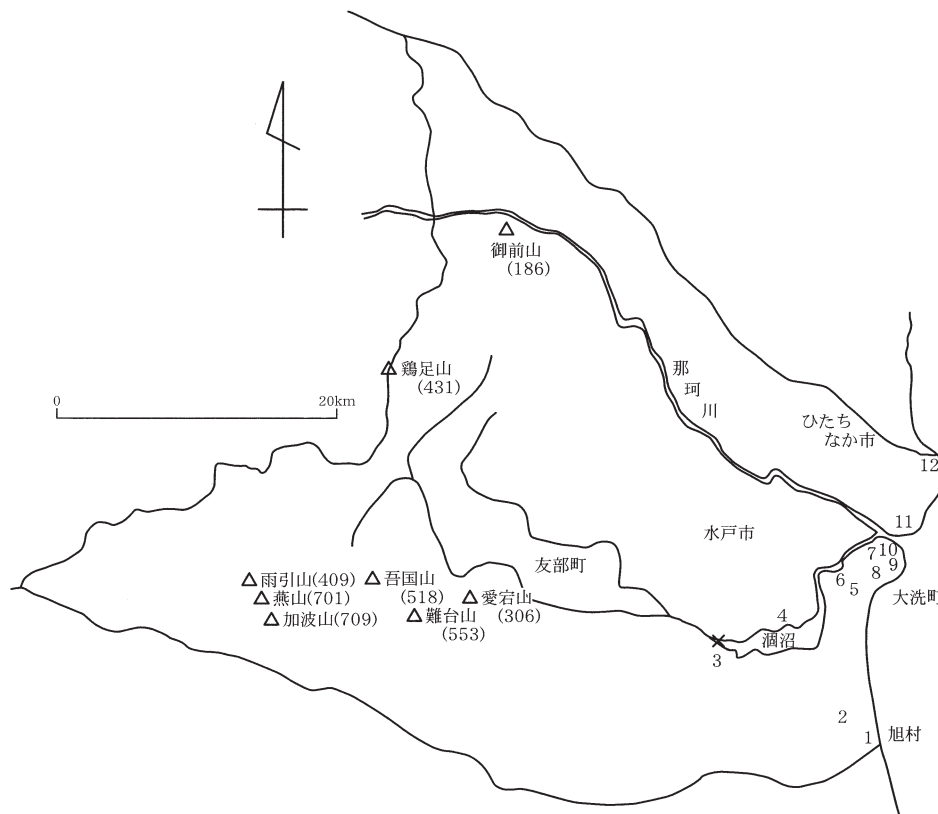 御前山
(186)
鶏足山
(431)
0
20km
那
珂
川
ひたち
なか市
12
11
水戸市
7 10
9
8
6
5
大洗町
友部町
雨引山(409)
吾国山
(518)
燕山(701)
加波山(709)
難台山
(553)
愛宕山
(306)
4
涸沼
3
2
1
旭村